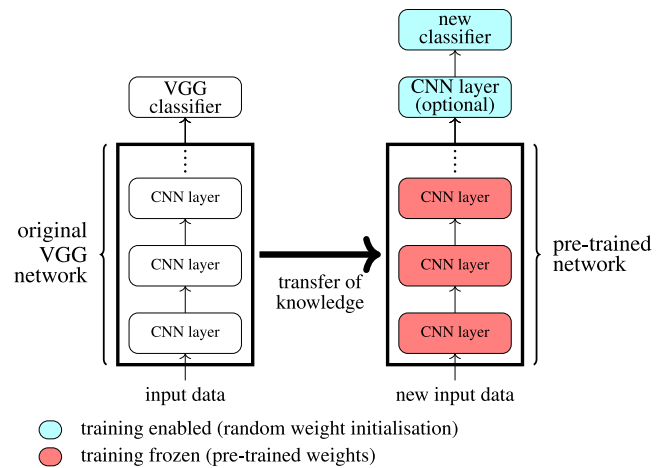 new
classifier
VGG
classifier
CNN layer
(optional)
CNN layer
CNN layer
CNN layer
CNN layer
CNN layer
CNN layer
original
VGG
network
transfer of
knowledge
pre-trained
network
input data
new input data
training enabled (random weight initialisation)
training frozen (pre-trained weights)